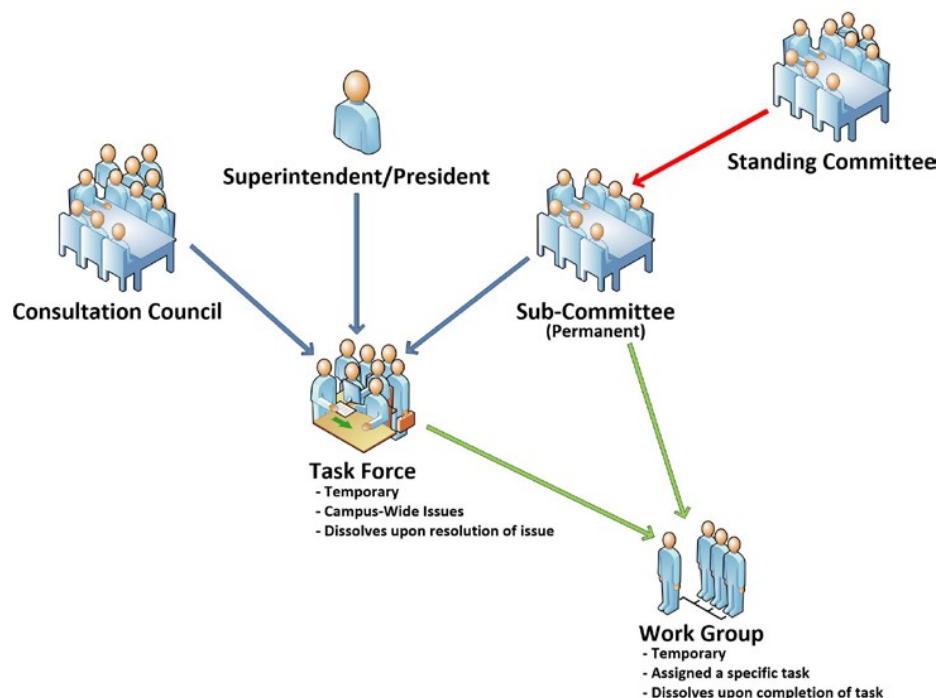 Standing Committee
Superintendent/President
Consultation Council
Sub-Committee
(Permanent)
Task Force
- Temporary
- Campus-Wide Issues
- Dissolves upon resolution of issue
Work Group
- Temporary
- Assigned a specific task
- Dissolves upon completion of task